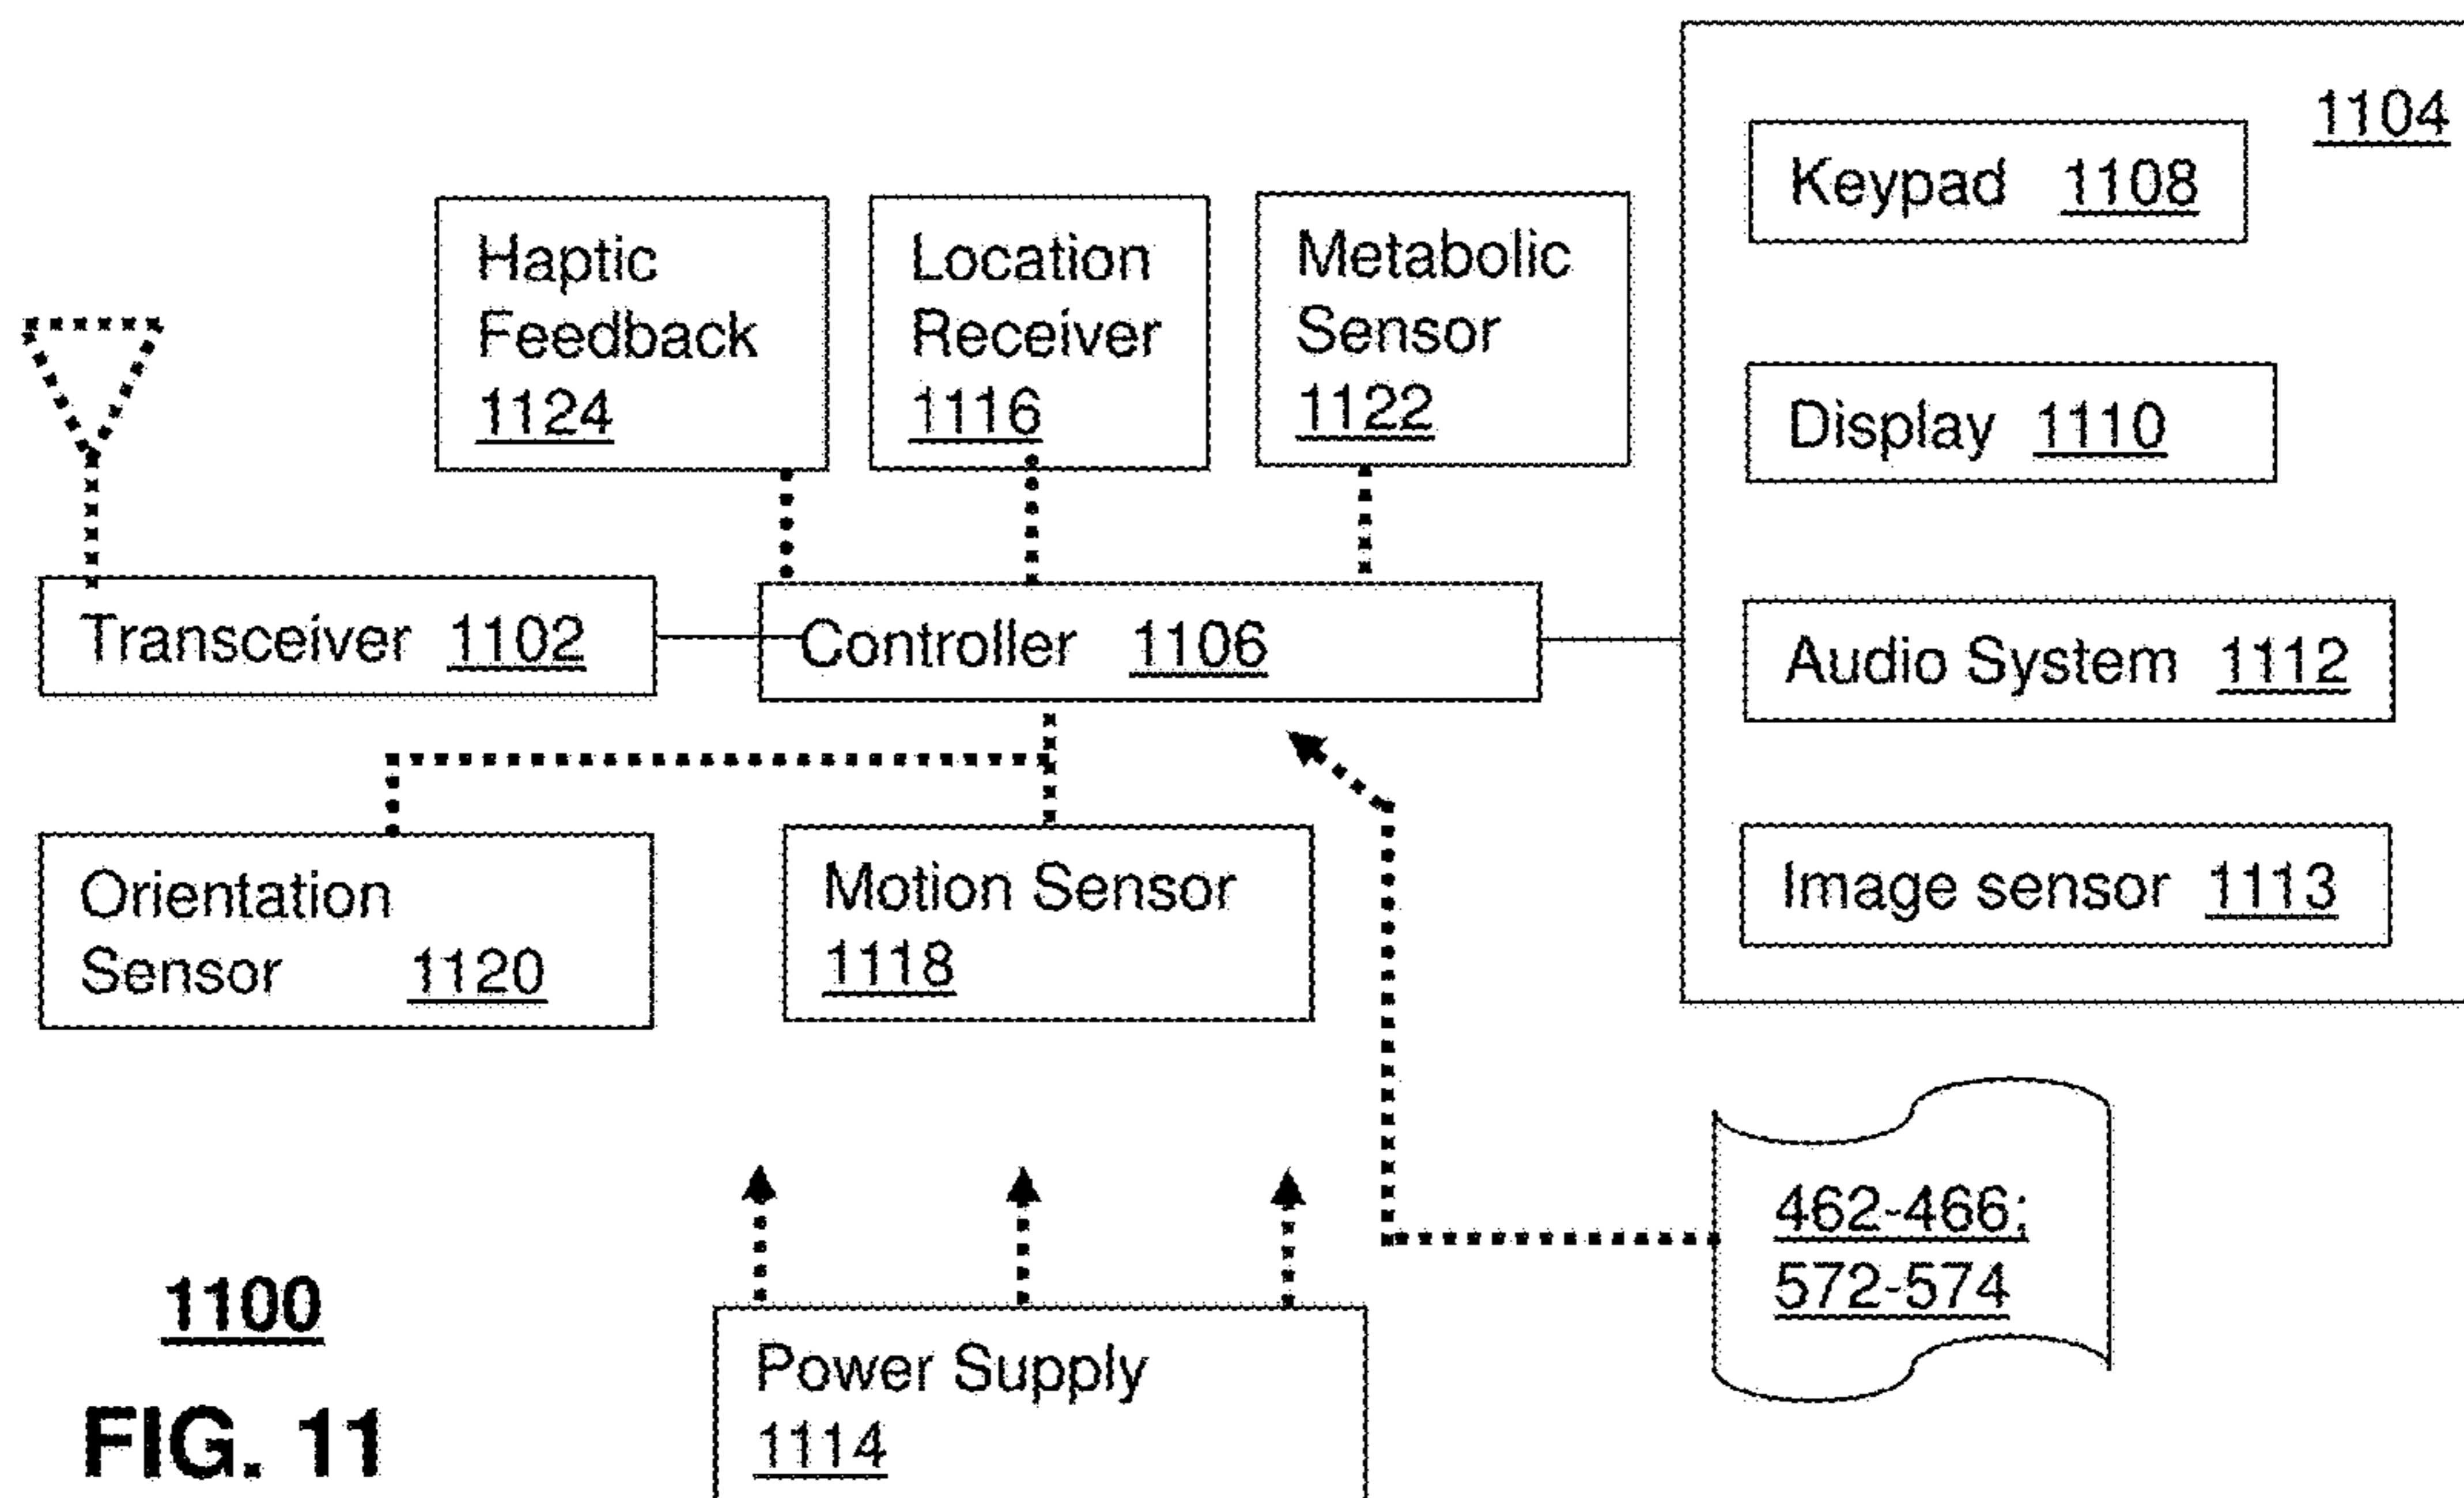 1104
Keypad 1108
Display 1110
Audio System 1112
Image sensor 1113
Haptic
Feedback
1124
Location
Receiver
1116
Metabolic
Sensor
1122
Transceiver 1102
Controller 1106
Orientation
Sensor 1120
Motion Sensor
1118
462-466;
572-574
Power Supply
1114
1100
FIG. 11